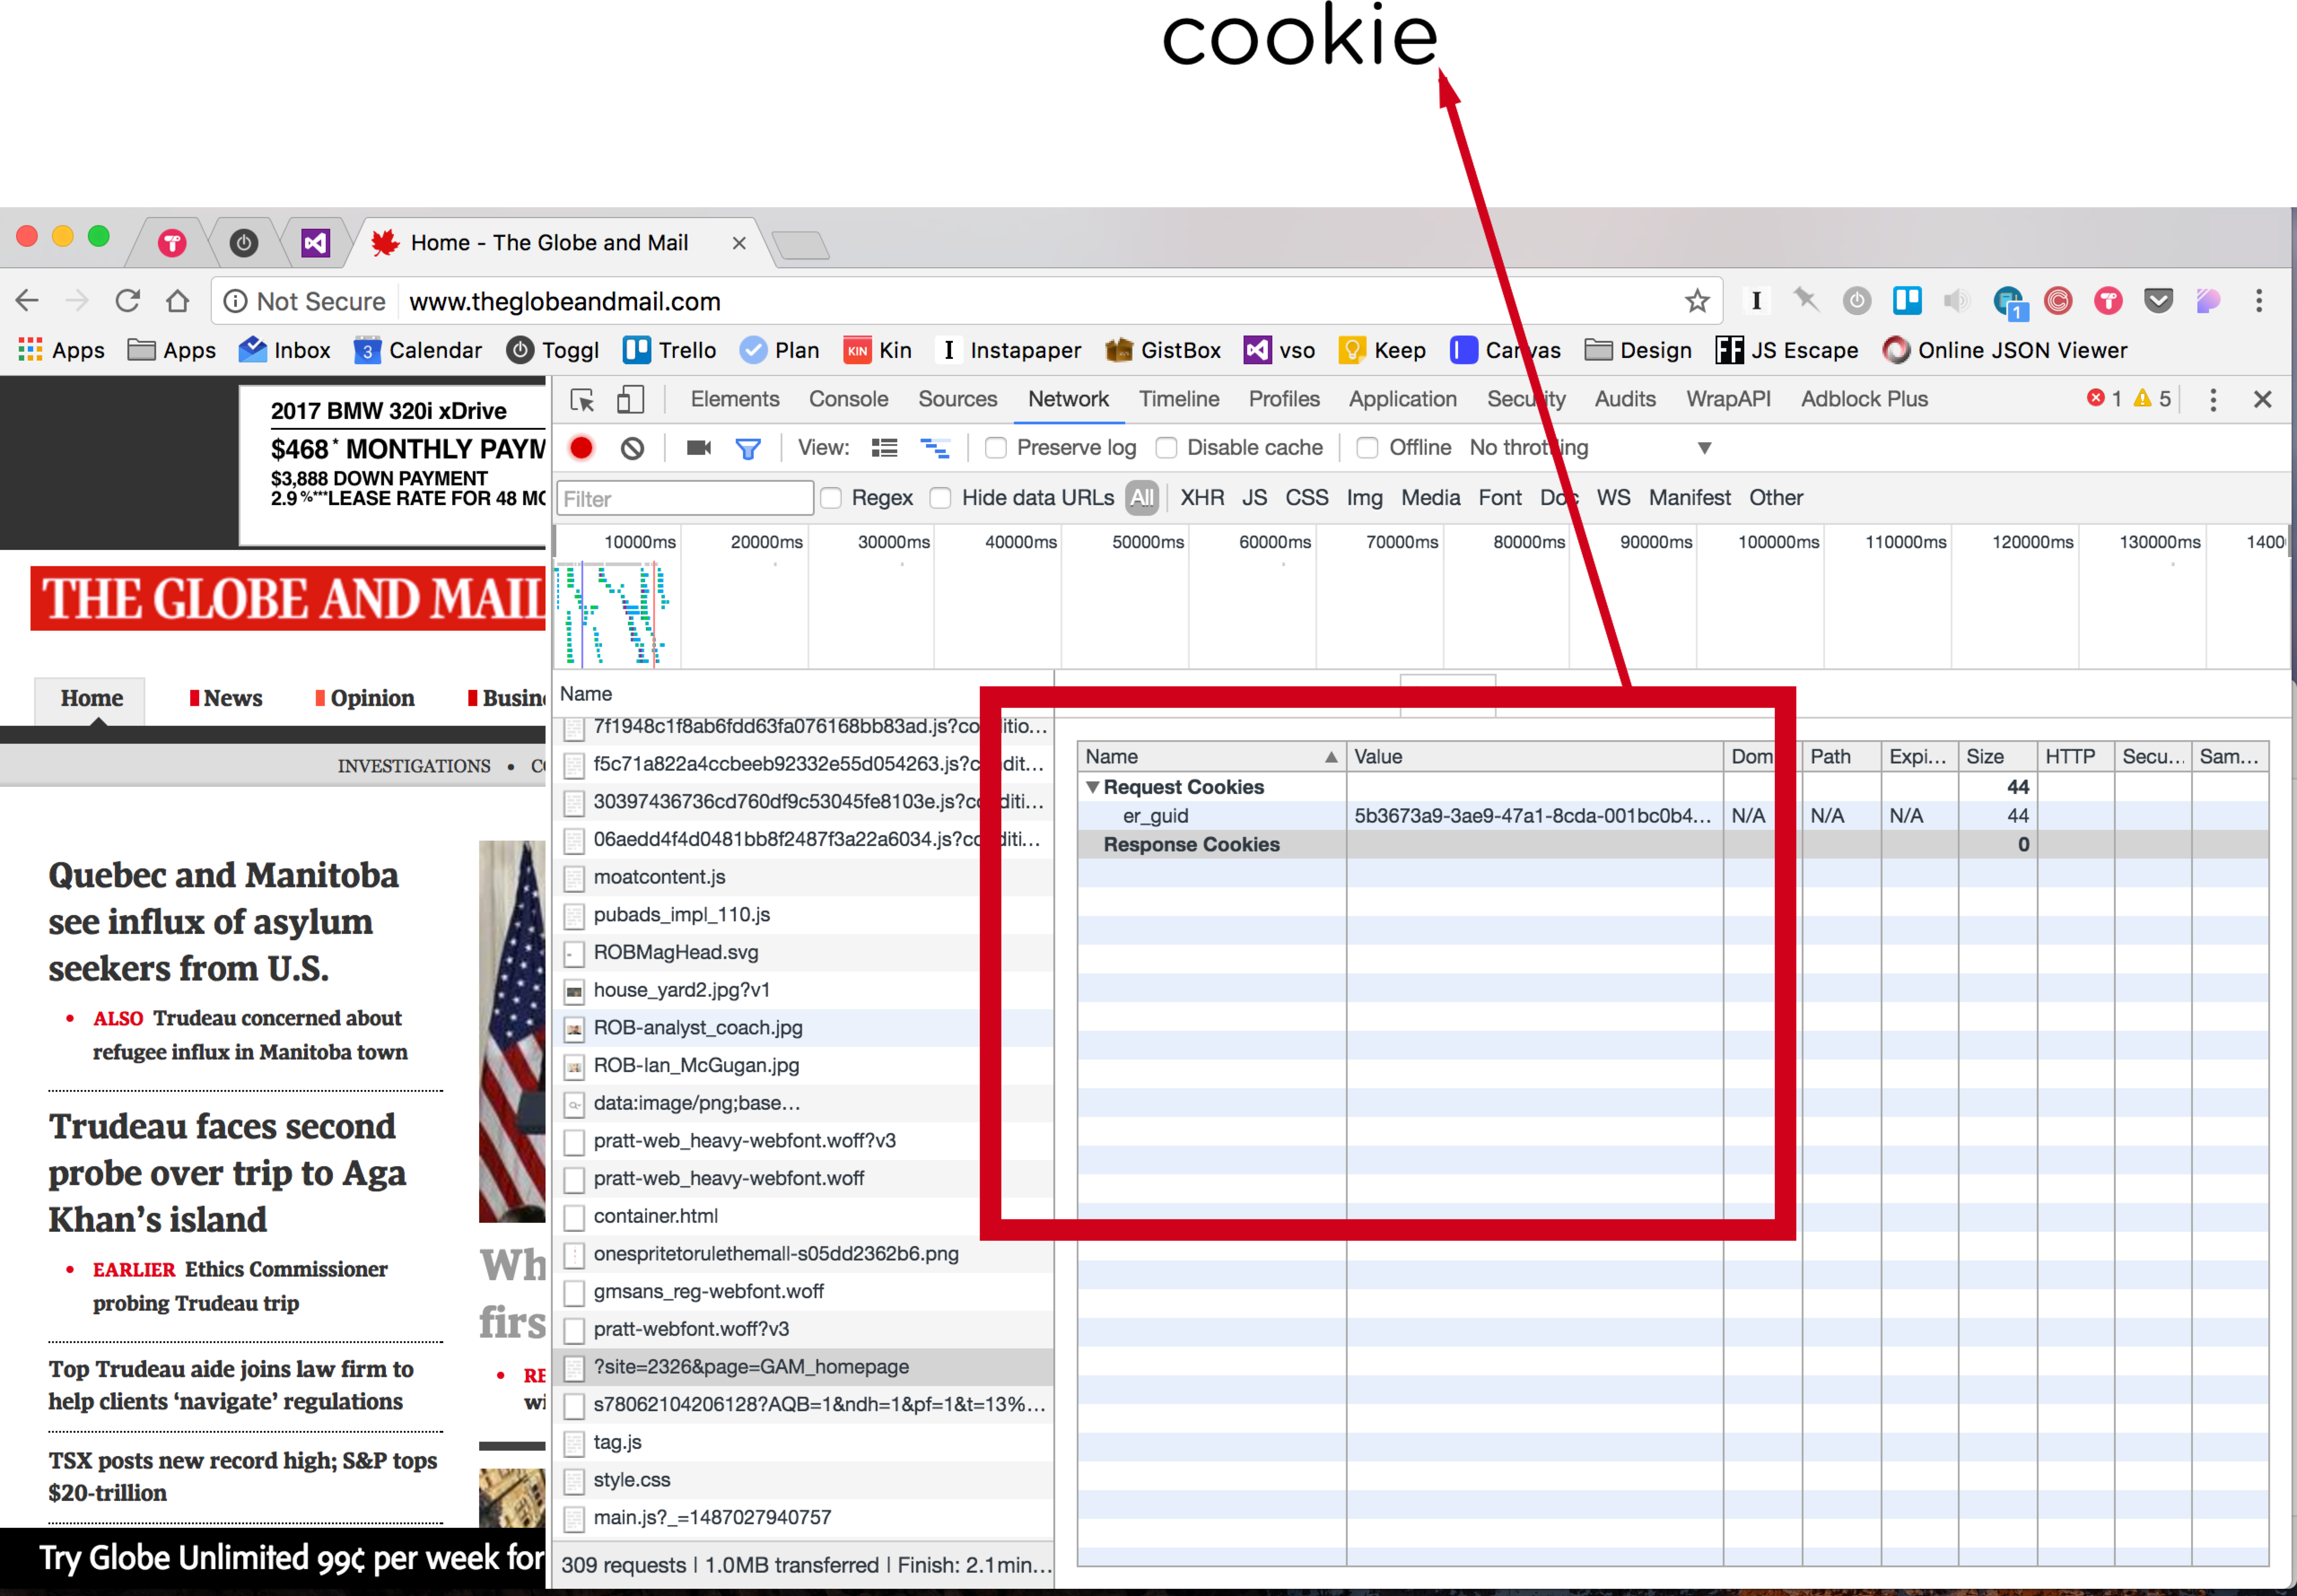 cookie
Home - The Globe and Mail
Not Secure www.theglobeandmail.com
1
Apps Apps Inbox 3 Calendar Toggl Trello Plan KIN Kin I Instapaper GistBox vso Keep Canvas Design JS Escape Online JSON Viewer
2017 BMW 320i xDrive
$468* MONTHLY PAYM
$3,888 DOWN PAYMENT
2.9%***LEASE RATE FOR 48 MO
THE GLOBE AND MAIL
Home News Opinion Busine
INVESTIGATIONS •
Quebec and Manitoba
see influx of asylum
seekers from U.S.
• ALSO Trudeau concerned about
refugee influx in Manitoba town
Trudeau faces second
probe over trip to Aga
Khan’s island
• EARLIER Ethics Commissioner
probing Trudeau trip
Top Trudeau aide joins law firm to
help clients ‘navigate’ regulations
TSX posts new record high; S&P tops
$20-trillion
Try Globe Unlimited 99¢ per week for
Wh
firs
• RE
wi
Elements Console Sources Network Timeline Profiles Application Security Audits WrapAPI Adblock Plus 1 5
View: Preserve log Disable cache Offline No throttling
Filter Regex Hide data URLs All XHR JS CSS Img Media Font Doc WS Manifest Other
10000ms 20000ms 30000ms 40000ms 50000ms 60000ms 70000ms 80000ms 90000ms 100000ms 110000ms 120000ms 130000ms 1400
Name
7f1948c1f8ab6fdd63fa076168bb83ad.js?conditio...
f5c71a822a4ccbeeb92332e55d054263.js?condit...
30397436736cd760df9c53045fe8103e.js?conditi...
06aedd4f4d0481bb8f2487f3a22a6034.js?conditi...
moatcontent.js
pubads_impl_110.js
ROBMagHead.svg
house_yard2.jpg?v1
ROB-analyst_coach.jpg
ROB-Ian_McGugan.jpg
data:image/png;base...
pratt-web_heavy-webfont.woff?v3
pratt-web_heavy-webfont.woff
container.html
onespritetorulethemall-s05dd2362b6.png
gmsans_reg-webfont.woff
pratt-webfont.woff?v3
?site=2326&page=GAM_homepage
s78062104206128?AQB=1&ndh=1&pf=1&t=13%...
tag.js
style.css
main.js?_=1487027940757
309 requests | 1.0MB transferred | Finish: 2.1min...
Name Value Dom Path Expi... Size HTTP Secu... Sam...
Request Cookies 44
er_guid 5b3673a9-3ae9-47a1-8cda-001bc0b4... N/A N/A N/A 44
Response Cookies 0